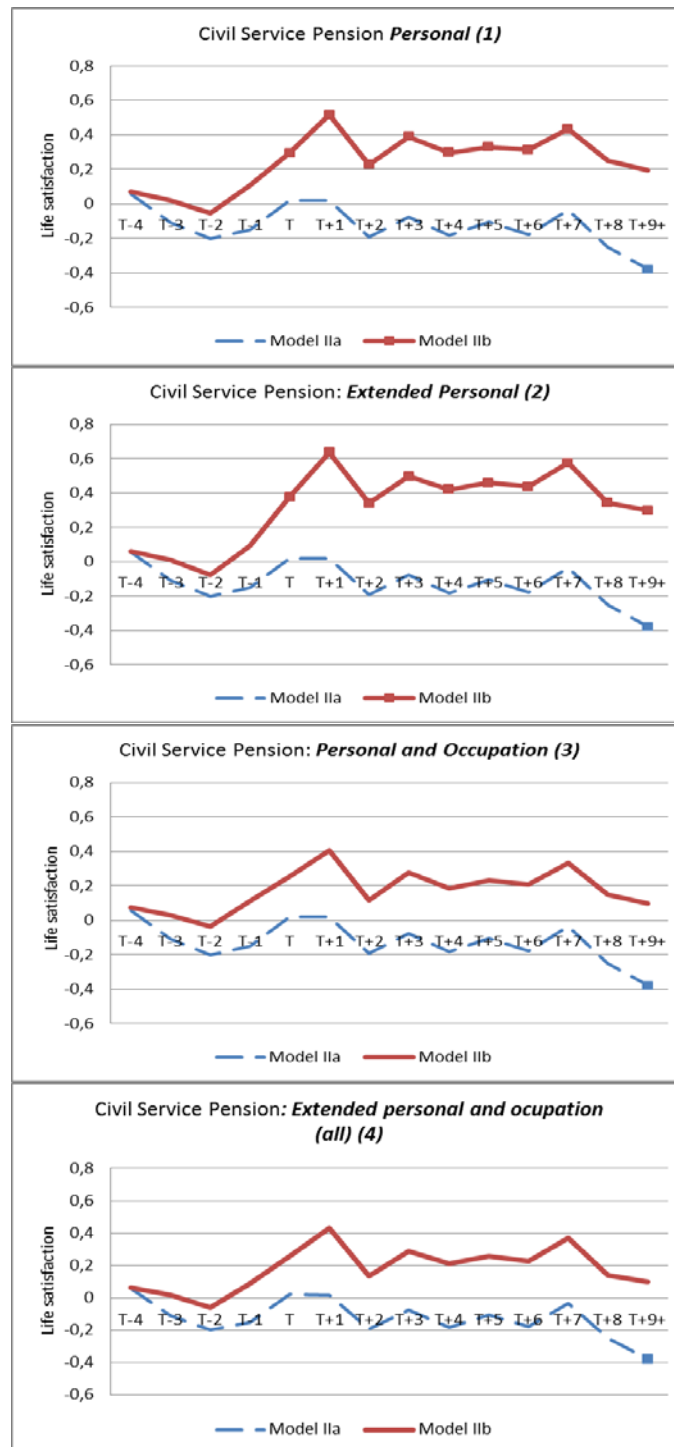 Civil Service Pension Personal (1)
0,8
0,6
0,4
0,2
0
-0,2
-0,4
-0,6
Life satisfaction
T-4 T-3 T-2 T-1 T T+1 T+2 T+3 T+4 T+5 T+6 T+7 T+8 T+9+
Model IIa Model IIb
Civil Service Pension: Extended Personal (2)
0,8
0,6
0,4
0,2
0
-0,2
-0,4
-0,6
Life satisfaction
T-4 T-3 T-2 T-1 T T+1 T+2 T+3 T+4 T+5 T+6 T+7 T+8 T+9+
Model IIa Model IIb
Civil Service Pension: Personal and Occupation (3)
0,8
0,6
0,4
0,2
0
-0,2
-0,4
-0,6
Life satisfaction
T-4 T-3 T-2 T-1 T T+1 T+2 T+3 T+4 T+5 T+6 T+7 T+8 T+9+
Model IIa Model IIb
Civil Service Pension: Extended personal and ocupation
(all) (4)
0,8
0,6
0,4
0,2
0
-0,2
-0,4
-0,6
Life satisfaction
T-4 T-3 T-2 T-1 T T+1 T+2 T+3 T+4 T+5 T+6 T+7 T+8 T+9+
Model IIa Model IIb